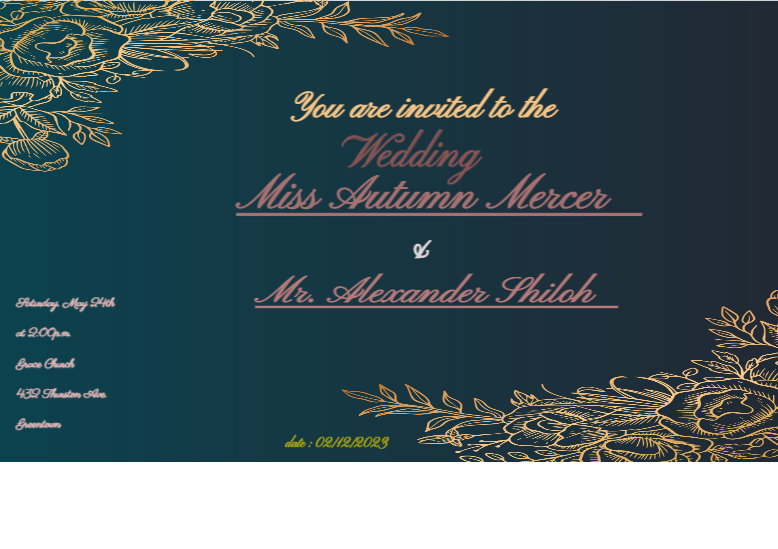 You are invited to the
Wedding
Miss Autumn Mercer
&
Mr. Alexander Shiloh
Saturday, May 24th
at 2:00p.m.
Grace Church
432 Thurston Ave.
Greentown
date : 02/12/2023